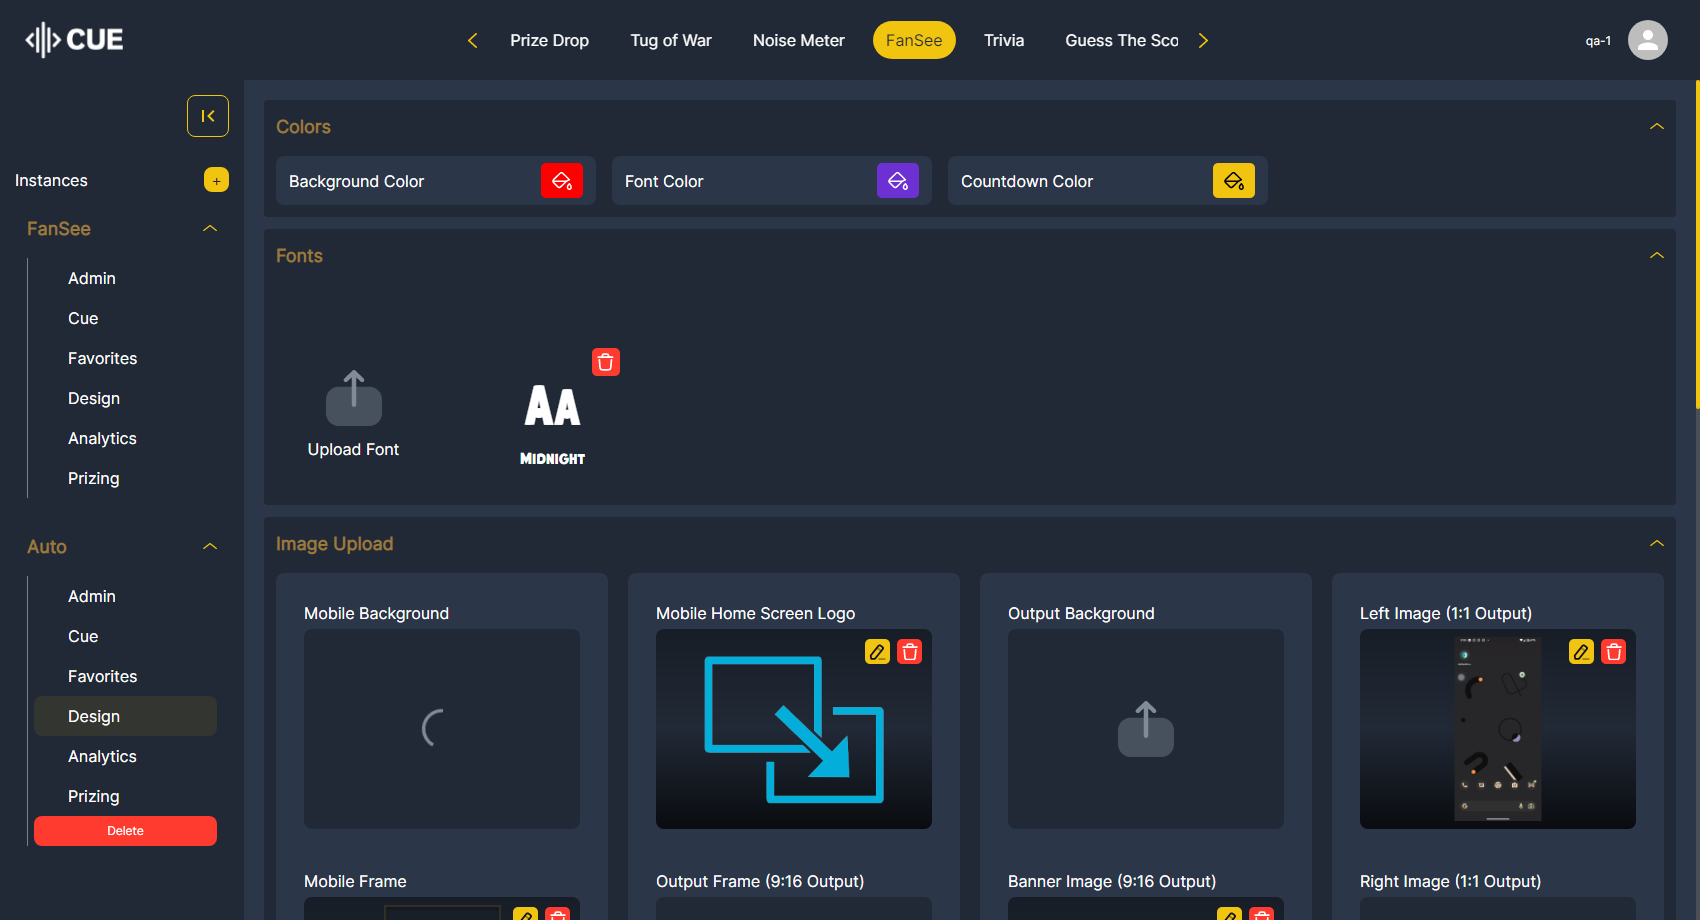 CUE
Prize Drop
Tug of War
Noise Meter
FanSee
Trivia
Guess The Sco
qa-1
Instances
+
FanSee
Admin
Cue
Favorites
Design
Analytics
Prizing
Auto
Admin
Cue
Favorites
Design
Analytics
Prizing
Delete
Colors
Background Color
Font Color
Countdown Color
Fonts
Upload Font
AA
MIDNIGHT
Image Upload
Mobile Background
Mobile Home Screen Logo
Output Background
Left Image (1:1 Output)
Mobile Frame
Output Frame (9:16 Output)
Banner Image (9:16 Output)
Right Image (1:1 Output)